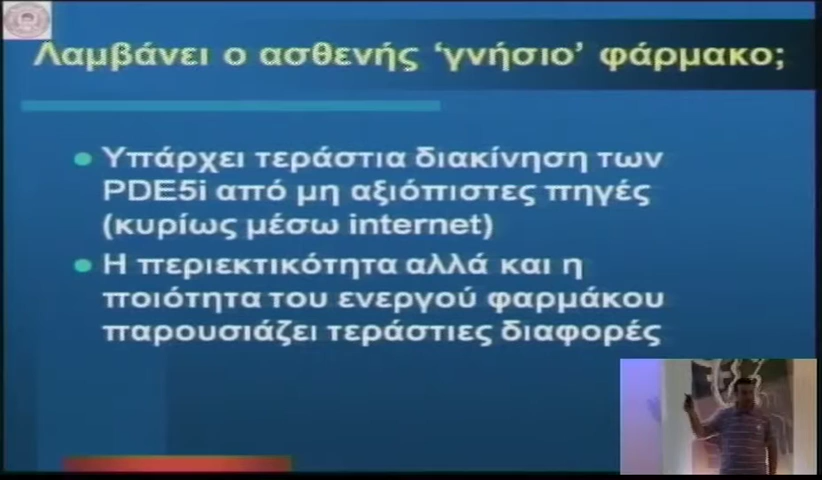 Λαμβάνει ο ασθενής ‘γνήσιο’ φάρμακο;
Υπάρχει τεράστια διακίνηση των
PDE5i από μη αξιόπιστες πηγές
(κυρίως μέσω internet)
Η περιεκτικότητα αλλά και η
ποιότητα του ενεργού φαρμάκου
παρουσιάζει τεράστιες διαφορές